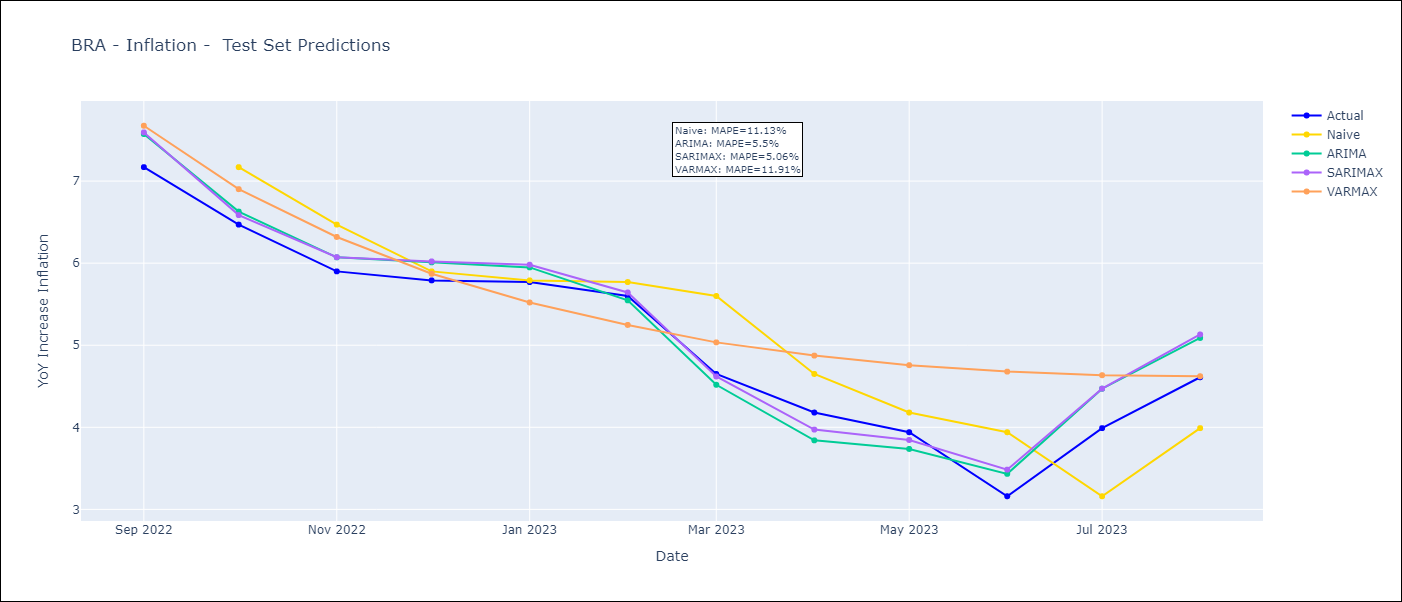 BRA - Inflation -  Test Set Predictions
Naive: MAPE=11.13%
ARIMA: MAPE=5.5%
SARIMAX: MAPE=5.06%
VARMAX: MAPE=11.91%
Actual
Naive
ARIMA
SARIMAX
VARMAX
YoY Increase Inflation
7
6
5
4
3
Sep 2022
Nov 2022
Jan 2023
Mar 2023
May 2023
Jul 2023
Date